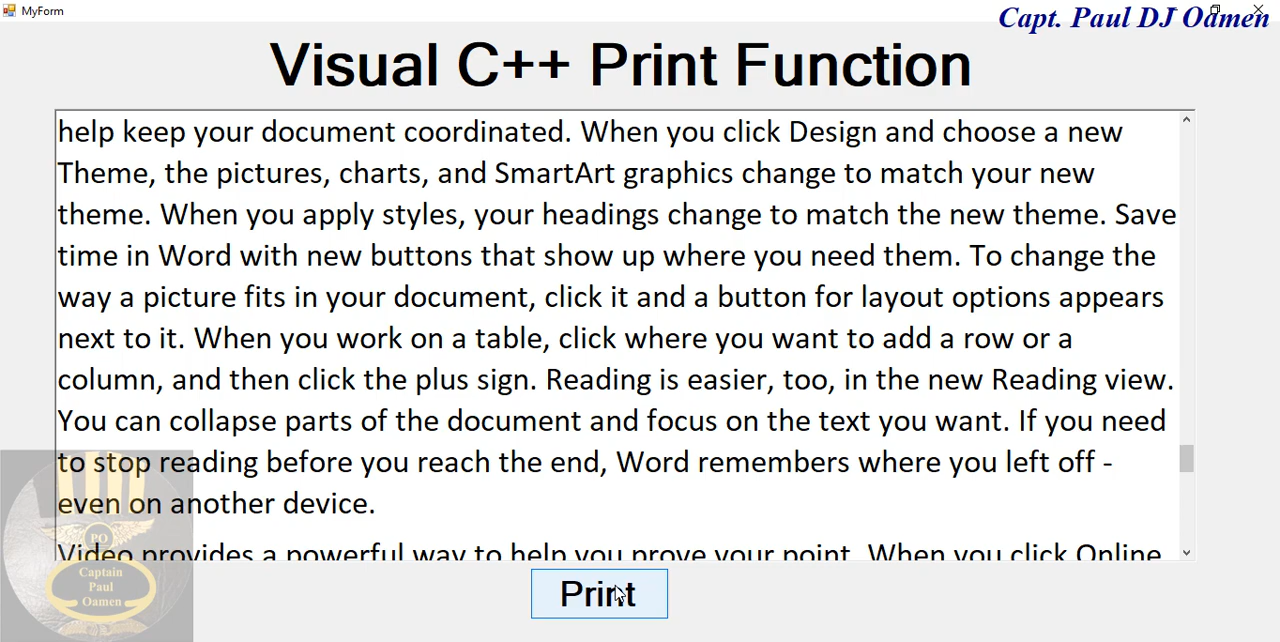 MyForm
Capt. Paul DJ Oamen
Visual C++ Print Function
help keep your document coordinated. When you click Design and choose a new
Theme, the pictures, charts, and SmartArt graphics change to match your new
theme. When you apply styles, your headings change to match the new theme. Save
time in Word with new buttons that show up where you need them. To change the
way a picture fits in your document, click it and a button for layout options appears
next to it. When you work on a table, click where you want to add a row or a
column, and then click the plus sign. Reading is easier, too, in the new Reading view.
You can collapse parts of the document and focus on the text you want. If you need
to stop reading before you reach the end, Word remembers where you left off -
even on another device.
Video provides a powerful way to help you prove your point. When you click Online
PO
Captain
Paul
Oamen
Print